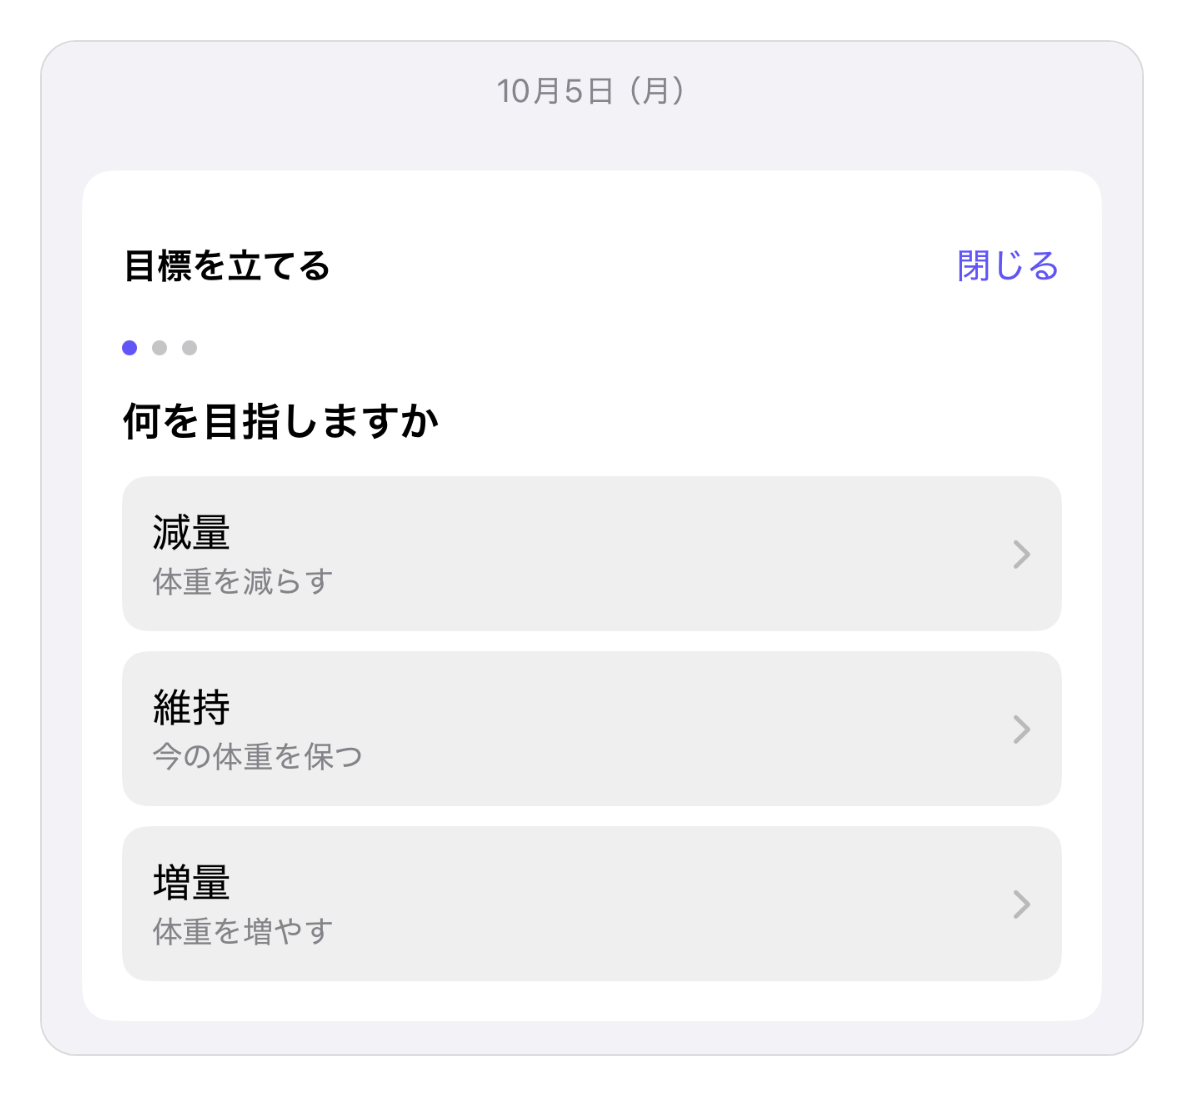 10月5日（月）
目標を立てる
閉じる
何を目指しますか
減量
体重を減らす
維持
今の体重を保つ
増量
体重を増やす